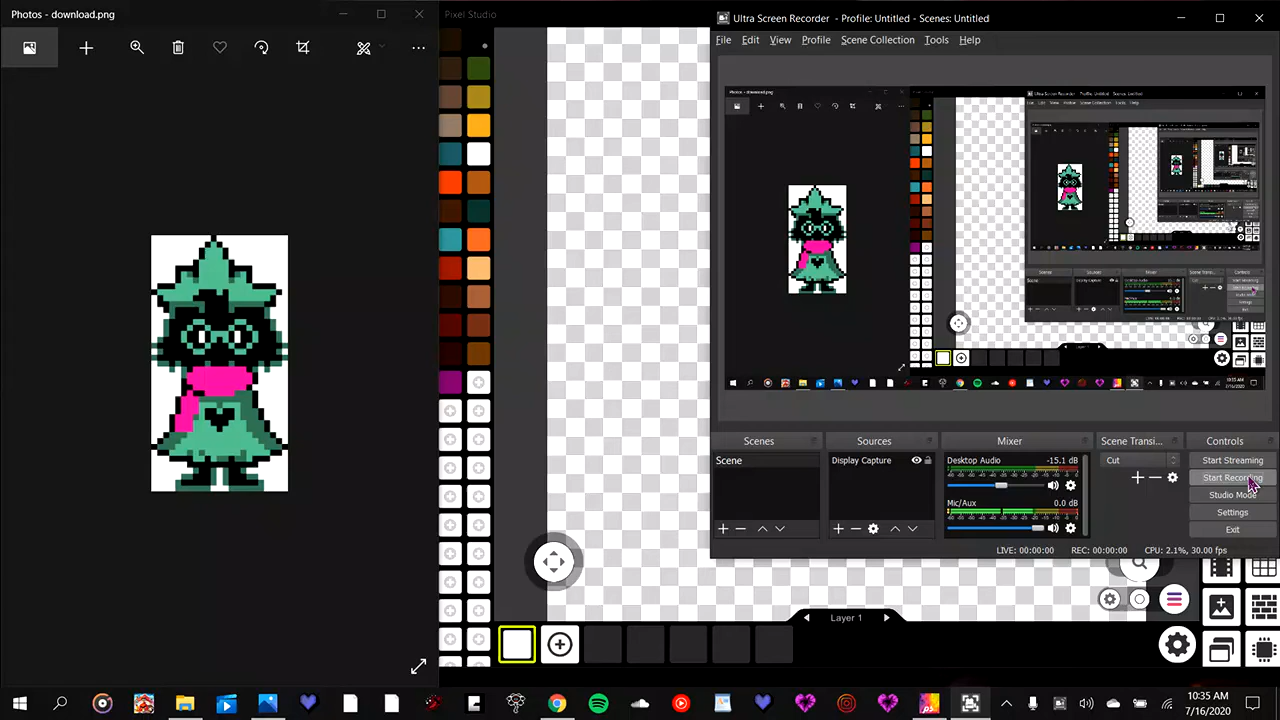 Photos - download.png
Pixel Studio
Ultra Screen Recorder - Profile: Untitled - Scenes: Untitled
File Edit View Profile Scene Collection Tools Help
Scenes
Scene
Sources
Display Capture
Mixer
Desktop Audio -15.1 dB
Mic/Aux 0.0 dB
Scene Transi...
Cut
Controls
Start Streaming
Start Recording
Studio Mode
Settings
Exit
LIVE: 00:00:00 REC: 00:00:00 CPU: 2.1%, 30.00 fps
Layer 1
10:35 AM
7/16/2020